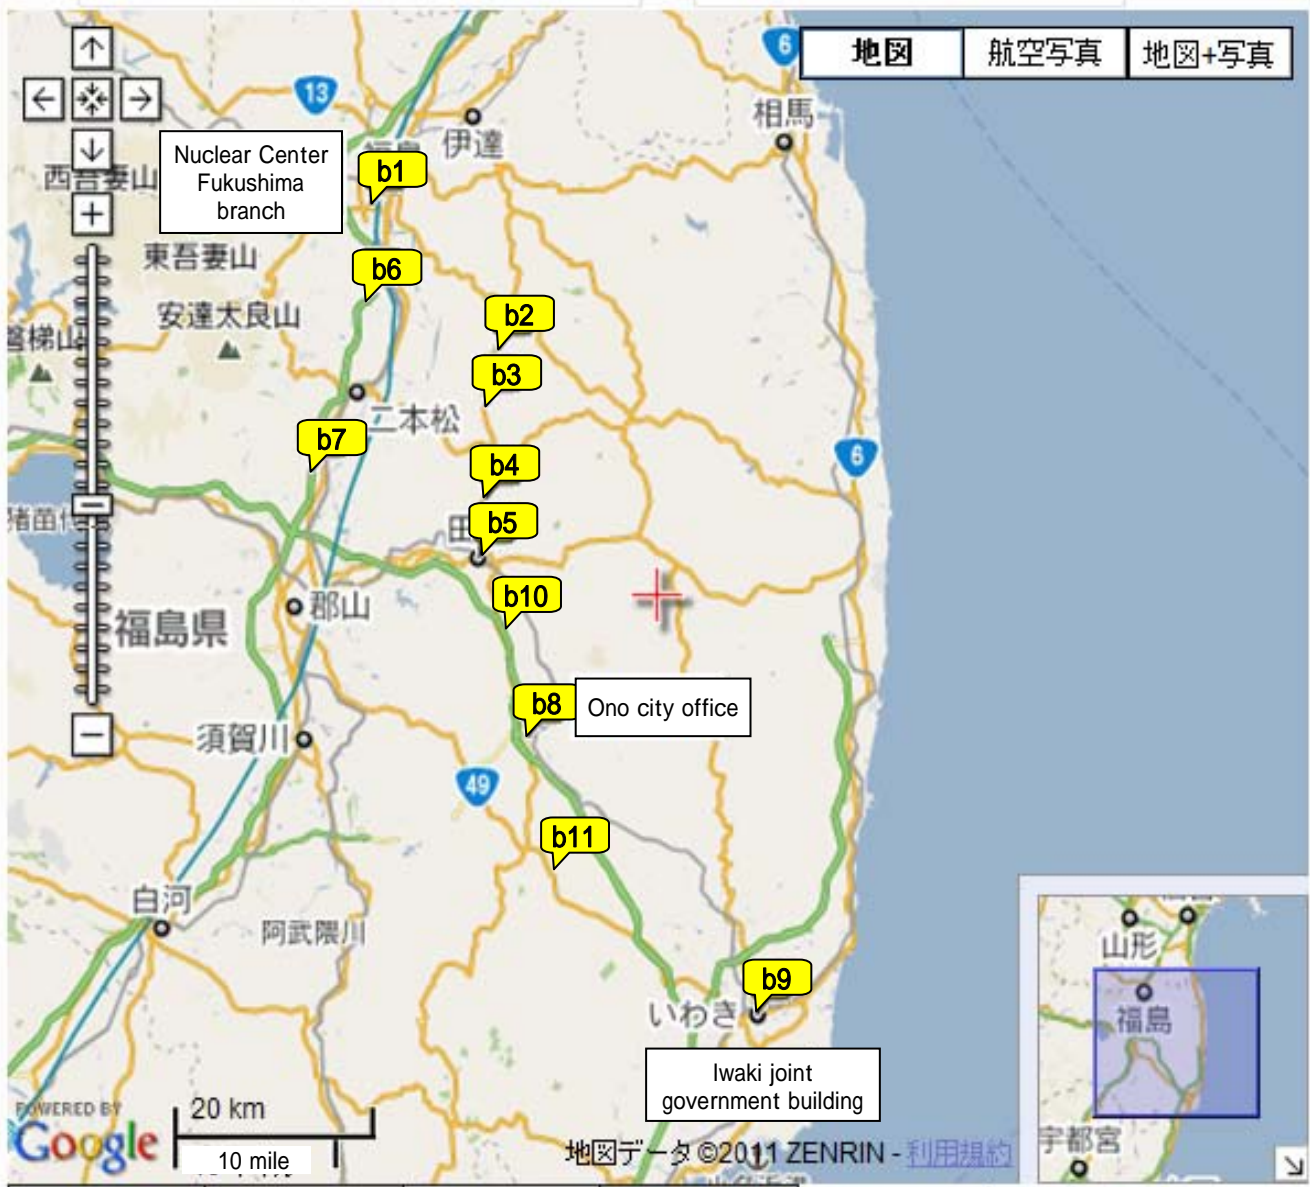 6
地図
航空写真
地図+写真
13
相馬
伊達
Nuclear Center
Fukushima
branch
b1
西吾妻山
東吾妻山
b6
安達太良山
b2
磐梯山
b3
二本松
b7
b4
6
b5
郡山
b10
福島県
b8
Ono city office
須賀川
49
b11
白河
阿武隈川
山形
b9
いわき
福島
Iwaki joint
government building
POWERED BY
Google
20 km
10 mile
地図データ ©2011 ZENRIN - 利用規約
宇都宮